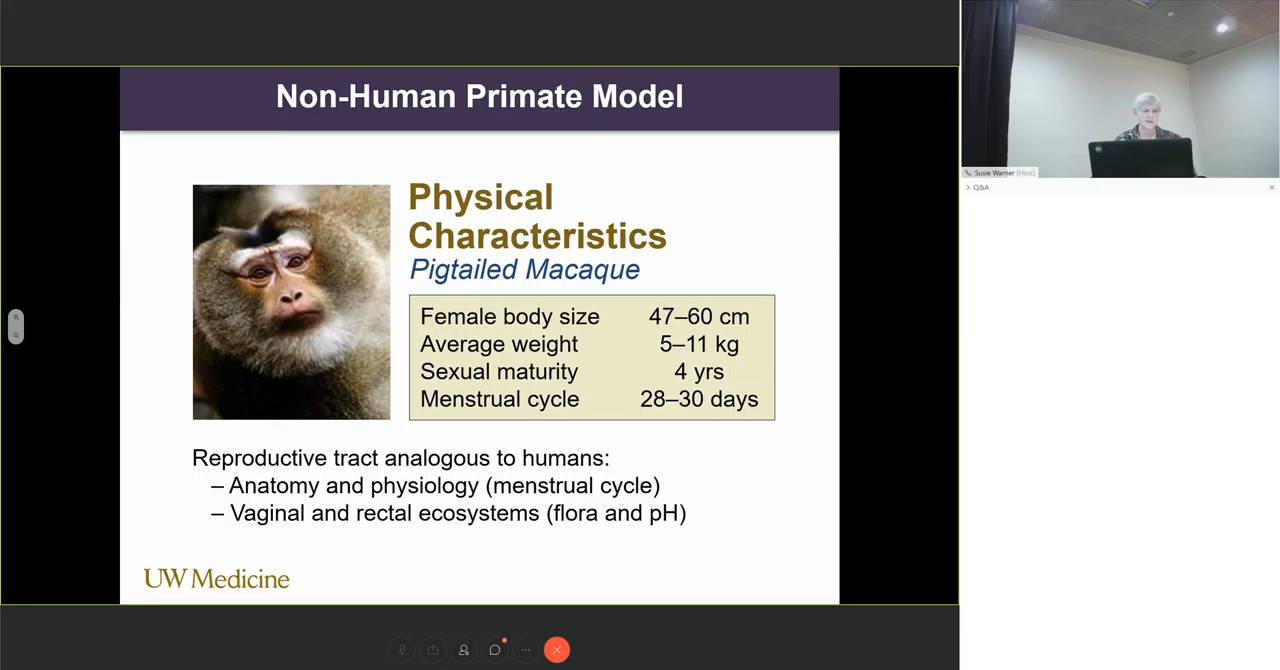 Non-Human Primate Model
Physical
Characteristics
Pigtailed Macaque
Female body size 47–60 cm
Average weight 5–11 kg
Sexual maturity 4 yrs
Menstrual cycle 28–30 days
Reproductive tract analogous to humans:
– Anatomy and physiology (menstrual cycle)
– Vaginal and rectal ecosystems (flora and pH)
UW Medicine
Susie Warner (Host)
Q&A